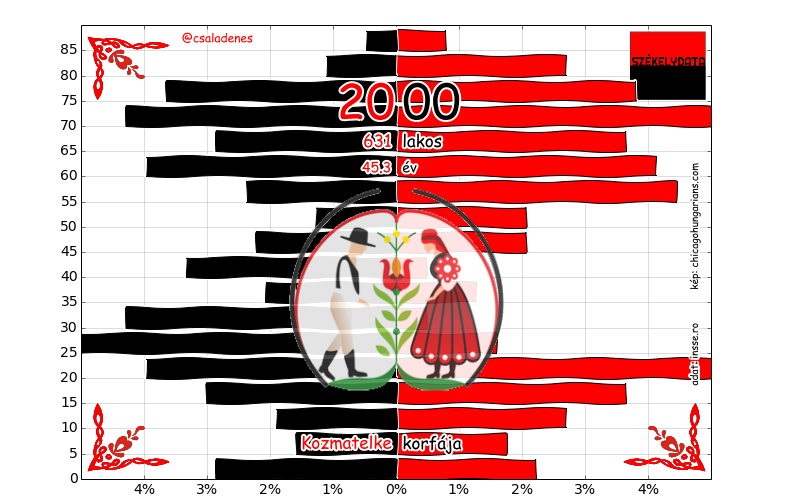 @csaladenes
SZÉKELYDATA
2000
631 lakos
45.3 év
kép: chicagohungarians.com
adat: insse.ro
Kozmatelke korfája
85
80
75
70
65
60
55
50
45
40
35
30
25
20
15
10
5
0
4% 3% 2% 1% 0% 1% 2% 3% 4%